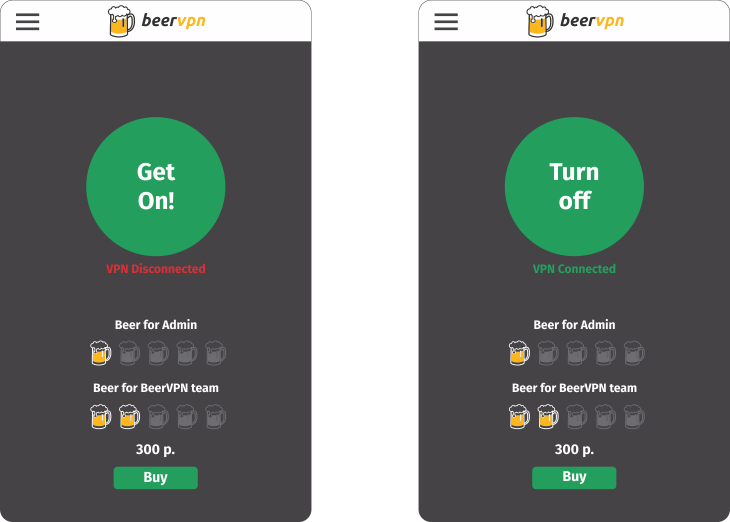 beervpn
Get
On!
VPN Disconnected
Beer for Admin
Beer for BeerVPN team
300 p.
Buy
beervpn
Turn
off
VPN Connected
Beer for Admin
Beer for BeerVPN team
300 p.
Buy